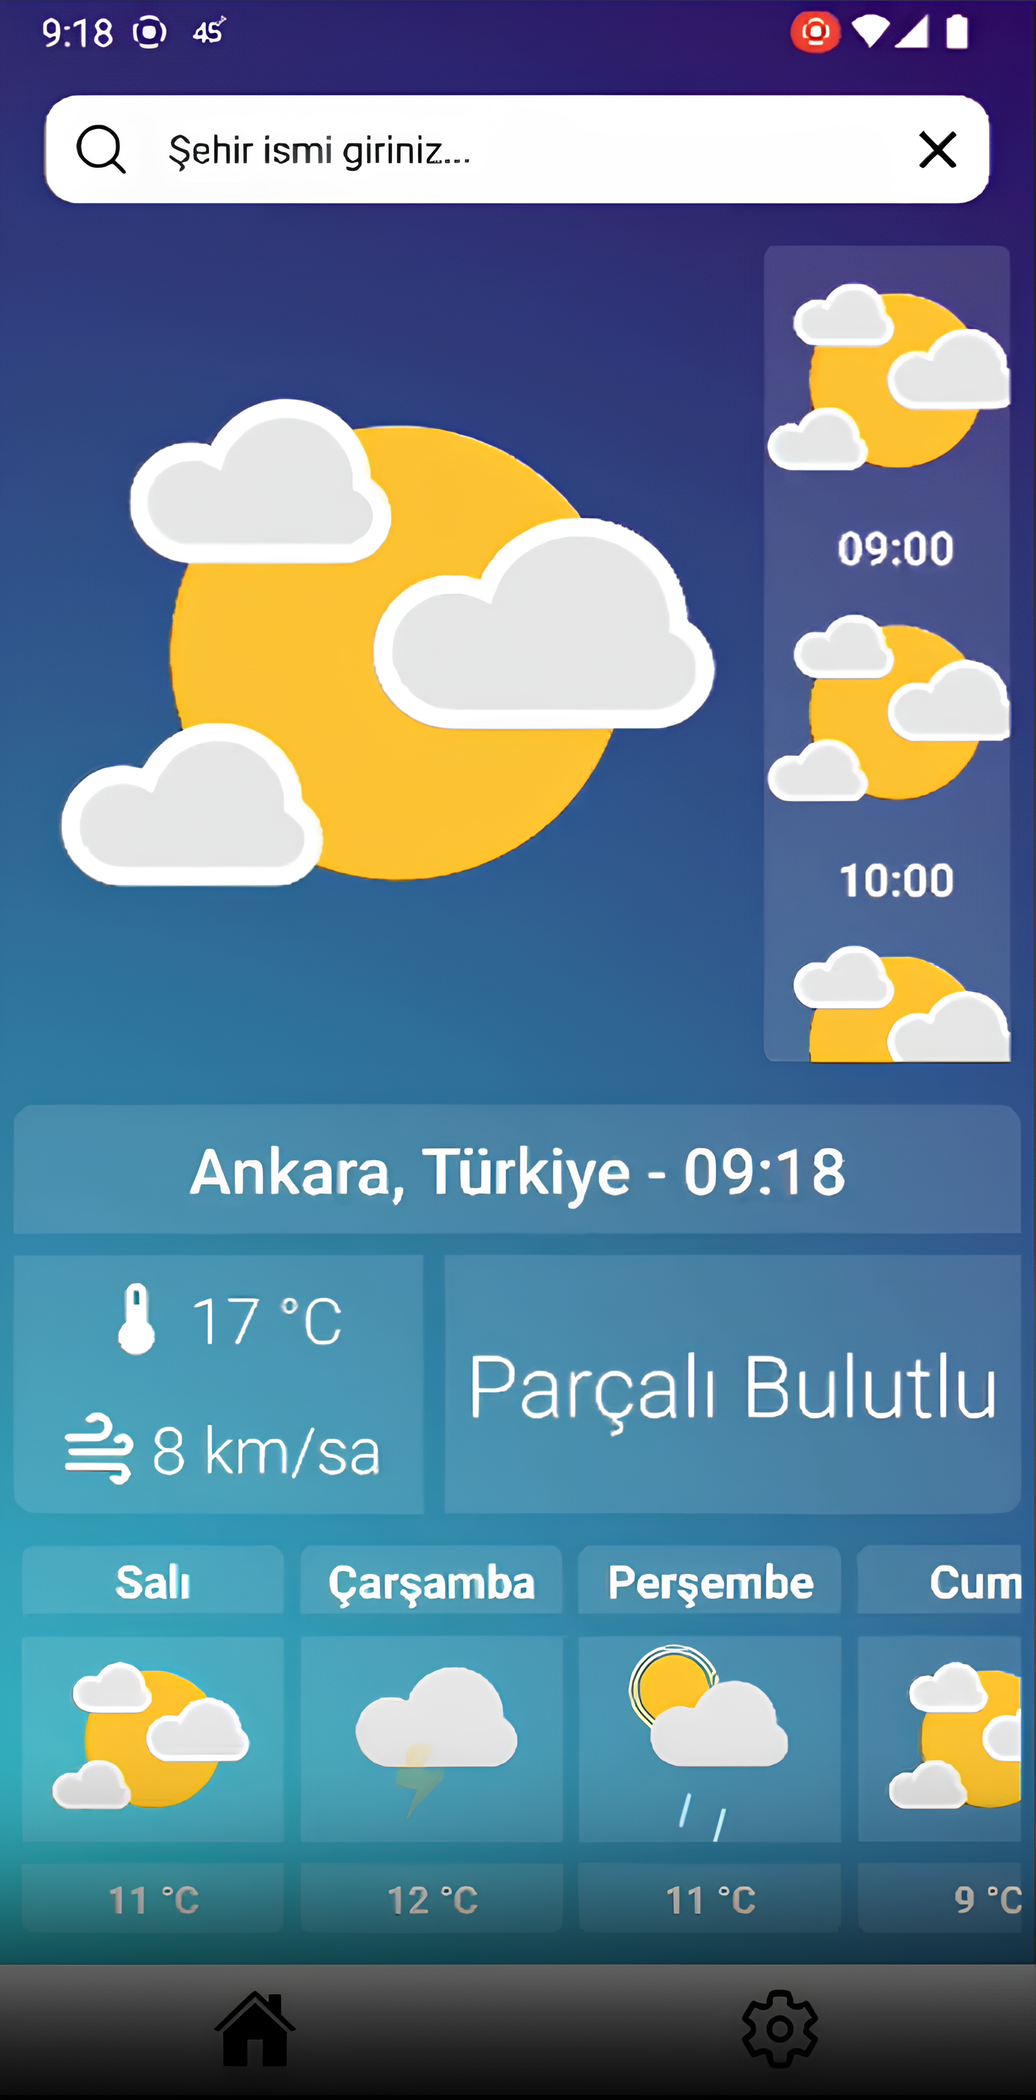 9:18 45°
Şehir ismi giriniz...
09:00
10:00
Ankara, Türkiye - 09:18
17 °C
8 km/sa
Parçalı Bulutlu
Salı Çarşamba Perşembe Cum
11 °C 12 °C 11 °C 9 °C